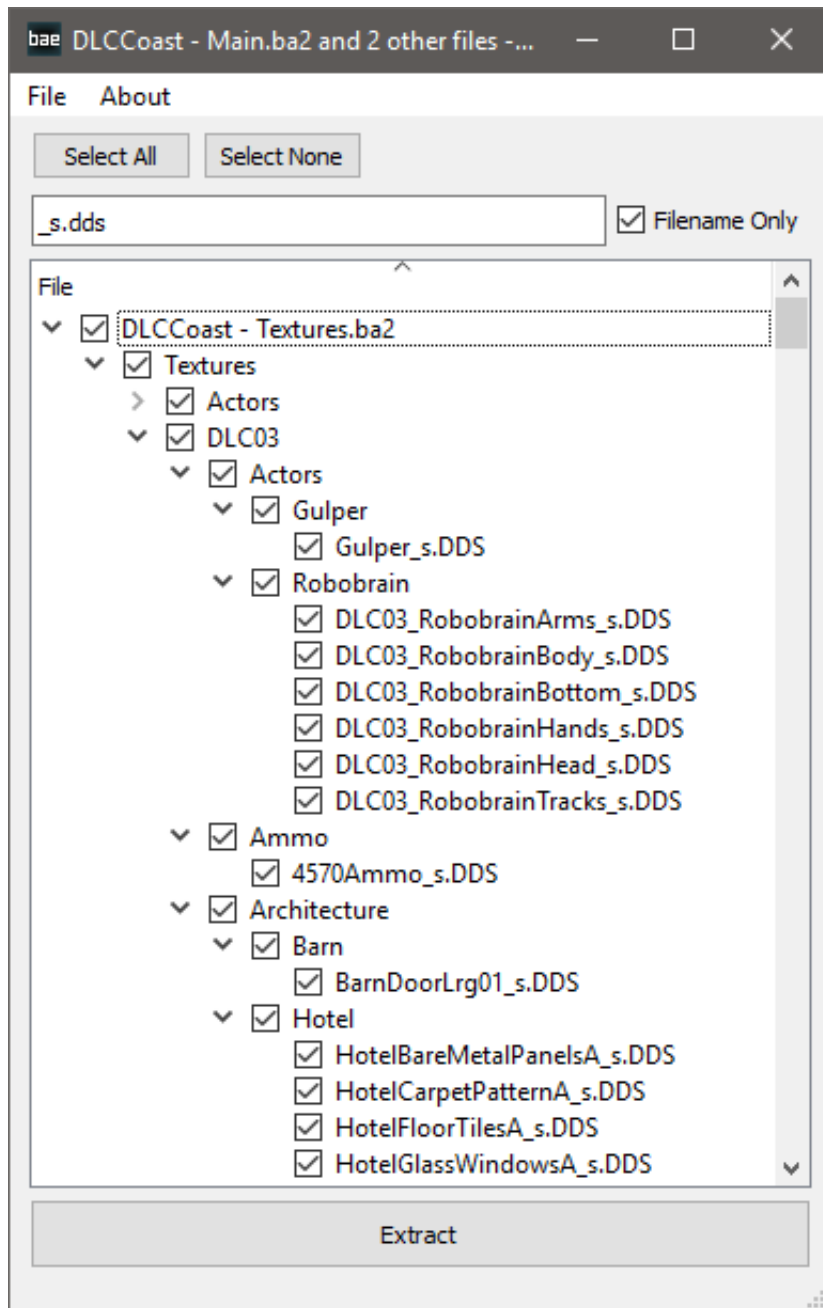 bae DLCCoast - Main.ba2 and 2 other files -...
File About
Select All Select None
_s.dds Filename Only
File
DLCCoast - Textures.ba2
Textures
Actors
DLC03
Actors
Gulper
Gulper_s.DDS
Robobrain
DLC03_RobobrainArms_s.DDS
DLC03_RobobrainBody_s.DDS
DLC03_RobobrainBottom_s.DDS
DLC03_RobobrainHands_s.DDS
DLC03_RobobrainHead_s.DDS
DLC03_RobobrainTracks_s.DDS
Ammo
4570Ammo_s.DDS
Architecture
Barn
BarnDoorLrg01_s.DDS
Hotel
HotelBareMetalPanelsA_s.DDS
HotelCarpetPatternA_s.DDS
HotelFloorTilesA_s.DDS
HotelGlassWindowsA_s.DDS
Extract